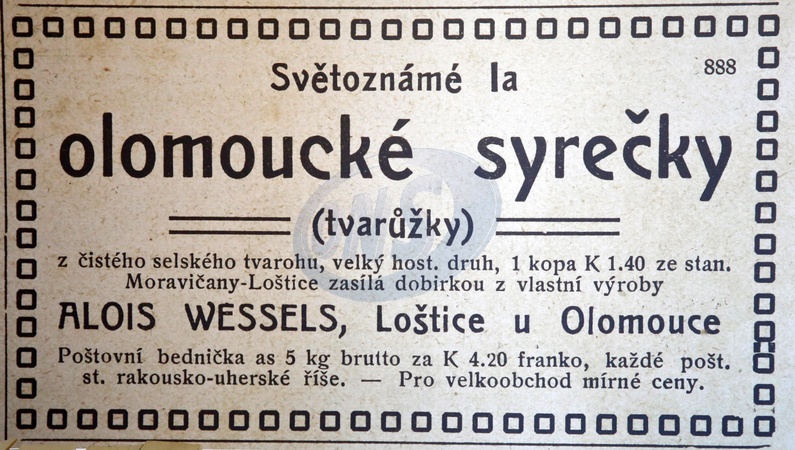 Světoznámé Ia
888
olomoucké syrečky
(tvarůžky)
z čistého selského tvarohu, velký host. druh, 1 kopa K 1.40 ze stan.
Moravičany-Loštice zasílá dobirkou z vlastní výroby
ALOIS WESSELS, Loštice u Olomouce
Poštovní bednička as 5 kg brutto za K 4.20 franko, každé pošt.
st. rakousko-uherské říše. — Pro velkoobchod mírné ceny.